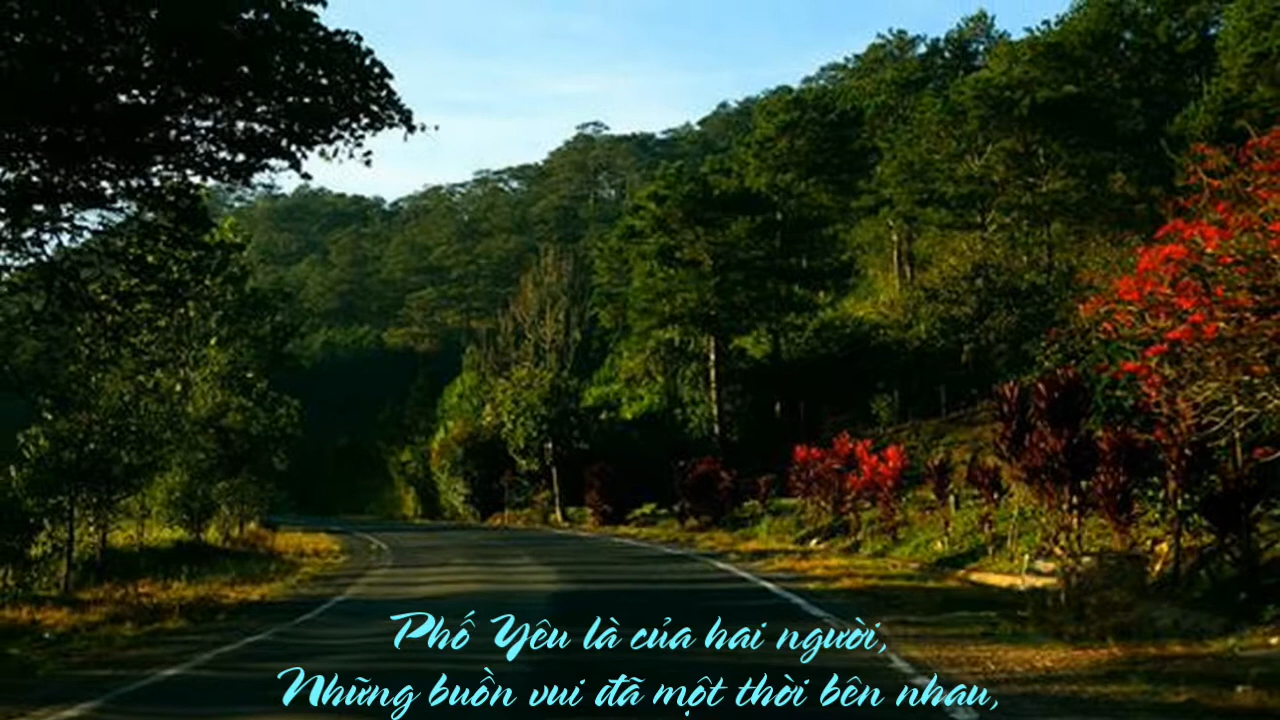 Phố Yêu là của hai người,
Những buồn vui đã một thời bên nhau,